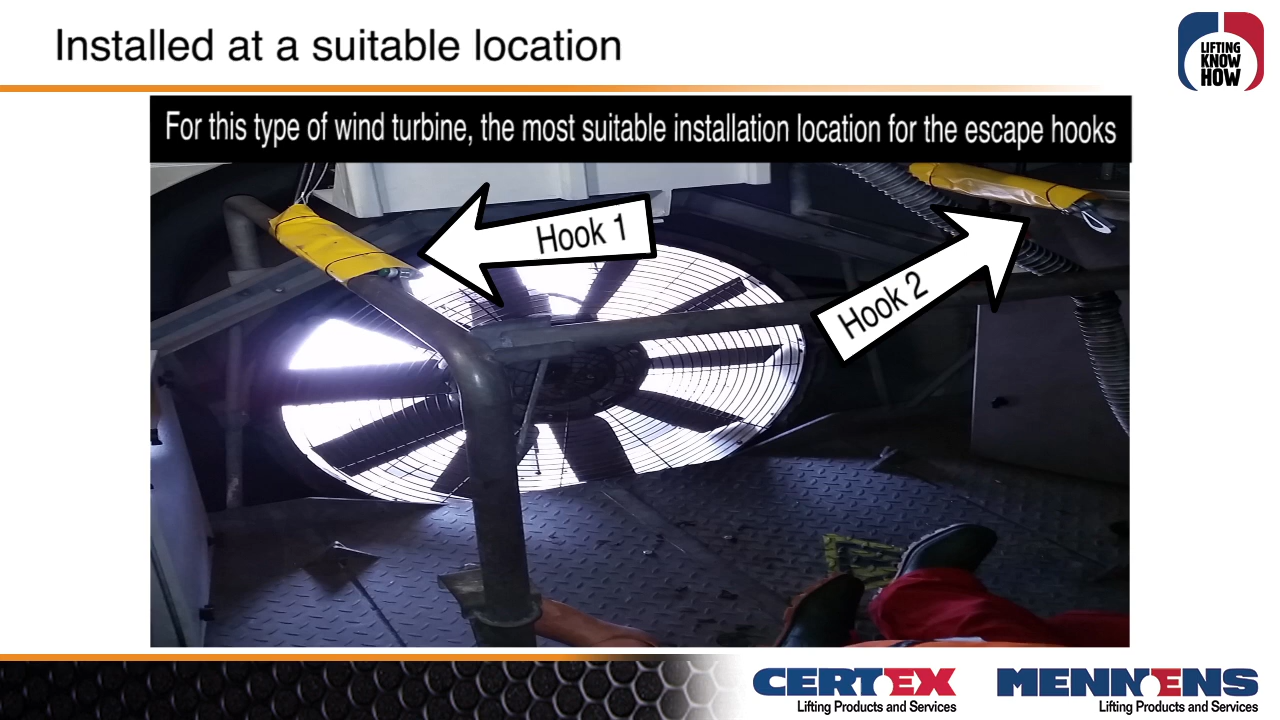 Installed at a suitable location
LIFTING
KNOW
HOW
For this type of wind turbine, the most suitable installation location for the escape hooks
Hook 1
Hook 2
CERTEX
Lifting Products and Services
MENNENS
Lifting Products and Services